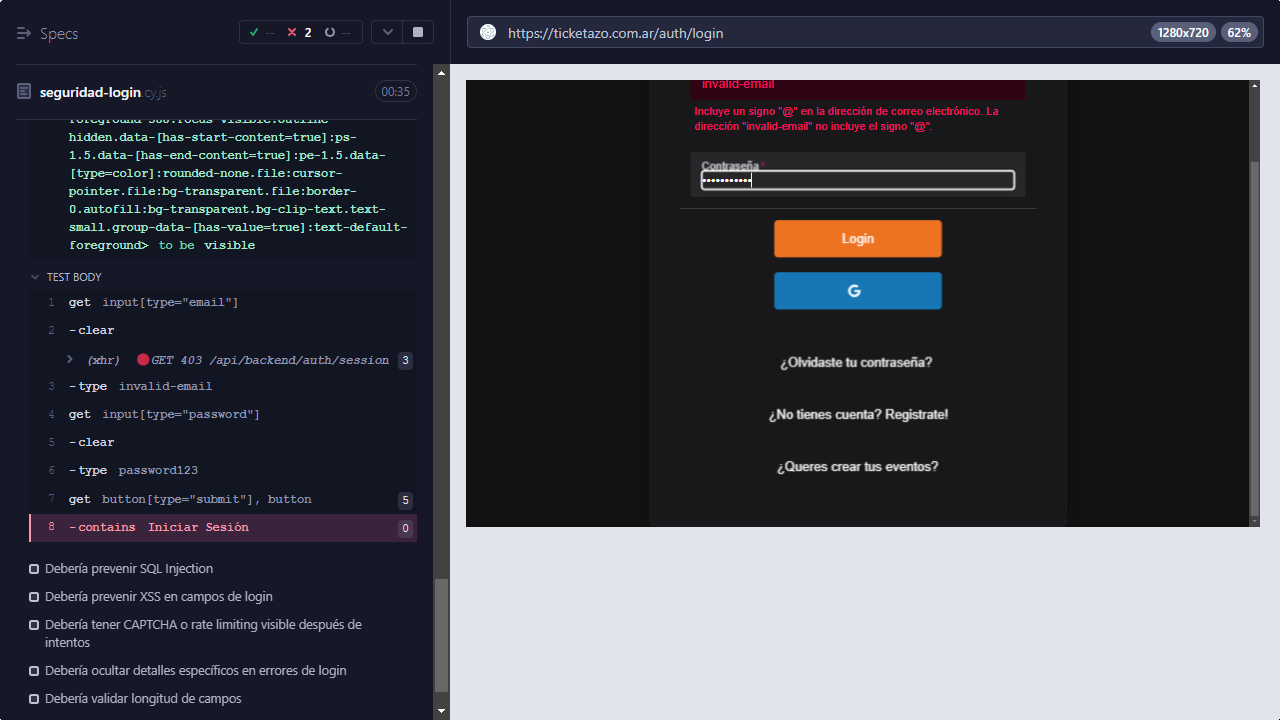 Specs
-- 2 --
https://ticketazo.com.ar/auth/login
1280x720
62%
seguridad-login.cy.js
00:35
foreground-500.focus-visible:outline-
hidden.data-[has-start-content=true]:ps-
1.5.data-[has-end-content=true]:pe-1.5.data-
[type=color]:rounded-none.file:cursor-
pointer.file:bg-transparent.file:border-
0.autofill:bg-transparent.bg-clip-text.text-
small.group-data-[has-value=true]:text-default-
foreground> to be visible
TEST BODY
1 get input[type="email"]
2 -clear
(xhr) GET 403 /api/backend/auth/session 3
3 -type invalid-email
4 get input[type="password"]
5 -clear
6 -type password123
7 get button[type="submit"], button 5
8 -contains Iniciar Sesión 0
Debería prevenir SQL Injection
Debería prevenir XSS en campos de login
Debería tener CAPTCHA o rate limiting visible después de
intentos
Debería ocultar detalles específicos en errores de login
Debería validar longitud de campos
invalid-email
Incluye un signo "@" en la dirección de correo electrónico. La
dirección "invalid-email" no incluye el signo "@".
Contraseña *
•••••••••••
Login
G
¿Olvidaste tu contraseña?
¿No tienes cuenta? Registrate!
¿Queres crear tus eventos?